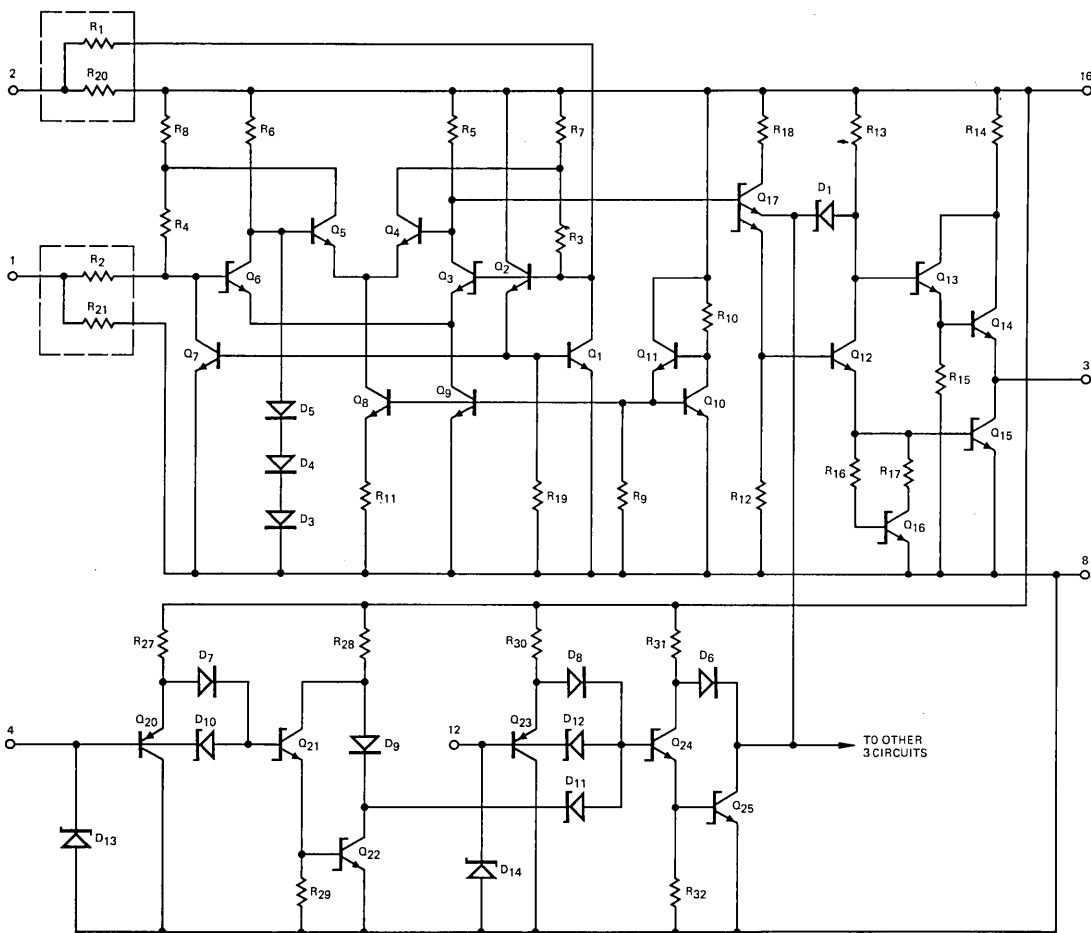 R1
2
R20
16
R8
R6
R5
R7
R18
R13
R14
Q17
D1
R4
Q5
Q4
R3
1
R2
Q6
Q3
Q2
Q13
R21
R10
Q14
Q7
Q1
Q11
Q12
R15
3
Q8
Q9
Q10
D5
Q15
D4
R11
R19
R9
R12
R16
R17
D3
Q16
8
R27
R28
R30
R31
D7
D8
D6
Q20
Q23
4
D10
Q21
D9
12
D12
Q24
TO OTHER
3 CIRCUITS
D11
Q25
D13
Q22
D14
R29
R32